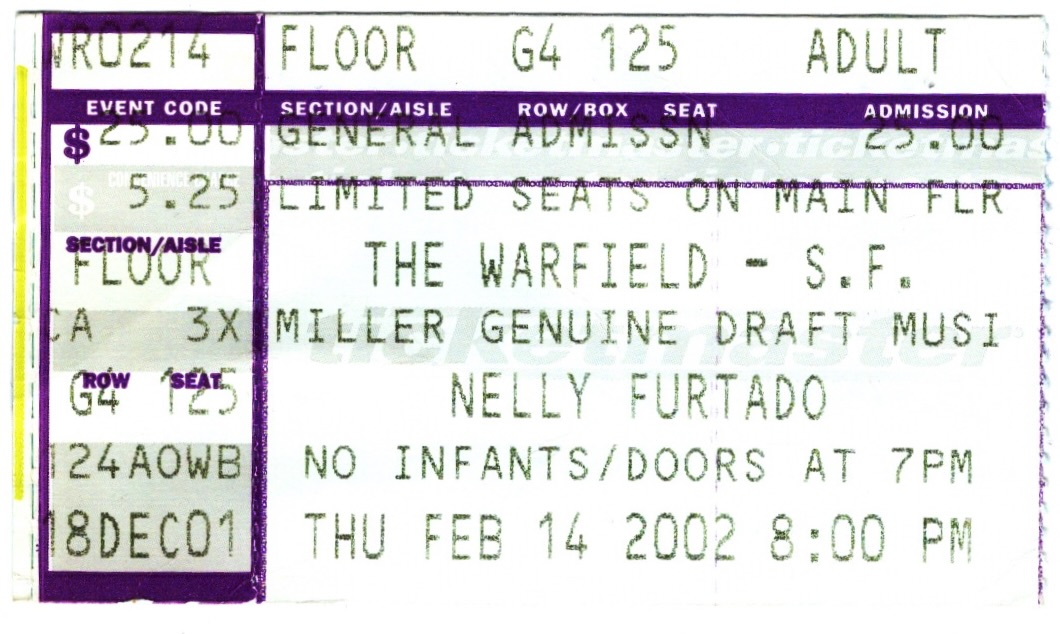 WR0214 FLOOR G4 125 ADULT
EVENT CODE SECTION/AISLE ROW/BOX SEAT ADMISSION
$ 25.00 GENERAL ADMISSN 25.00
$ 5.25 LIMITED SEATS ON MAIN FLR
SECTION/AISLE
FLOOR THE WARFIELD - S.F.
CA 3X MILLER GENUINE DRAFT MUSI
ticketmaster
ROW SEAT
G4 125 NELLY FURTADO
124AOWB NO INFANTS/DOORS AT 7PM
18DEC01 THU FEB 14 2002 8:00 PM